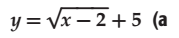 y = √(x − 2) + 5 (a